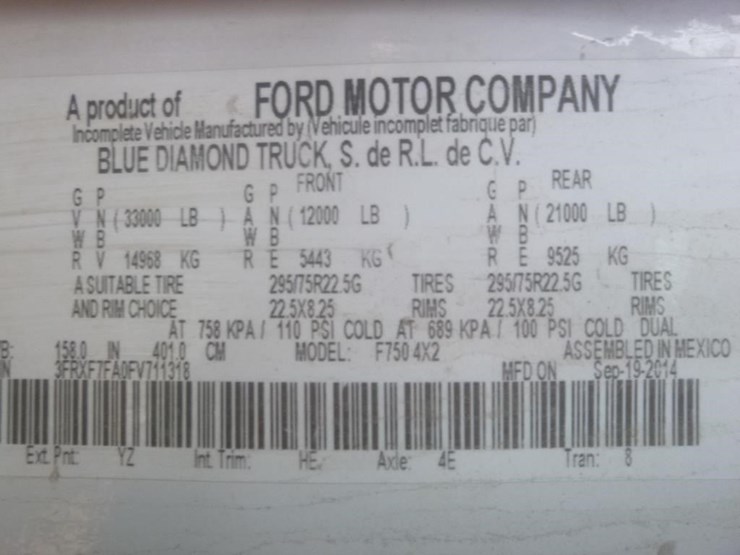 A product of FORD MOTOR COMPANY
Incomplete Vehicle Manufactured by (Vehicule incomplet fabrique par)
BLUE DIAMOND TRUCK, S. de R.L. de C.V.
G P G P FRONT G P REAR
V N ( 33000 LB ) A N ( 12000 LB ) A N ( 21000 LB )
W B W B W B
R V 14968 KG R E 5443 KG R E 9525 KG
A SUITABLE TIRE 295/75R22.5G TIRES 295/75R22.5G TIRES
AND RIM CHOICE 22.5X8.25 RIMS 22.5X8.25 RIMS
AT 758 KPA / 110 PSI COLD AT 689 KPA / 100 PSI COLD DUAL
B: 158.0 IN 401.0 CM MODEL: F750 4X2 ASSEMBLED IN MEXICO
N 3FRXF7FA0FV711318 MFD ON Sep-19-2014
Ext. Pnt: YZ Int. Trim: HE. Axle: 4E Tran: 8